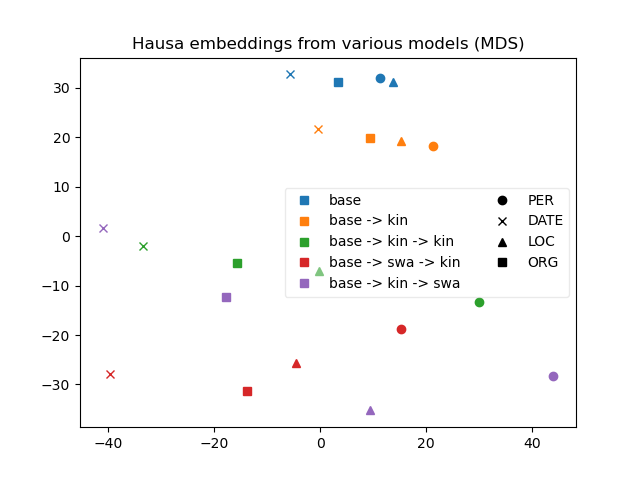 Hausa embeddings from various models (MDS)
30
20
10
0
−10
−20
−30
base
base -> kin
base -> kin -> kin
base -> swa -> kin
base -> kin -> swa
PER
DATE
LOC
ORG
−40
−20
0
20
40